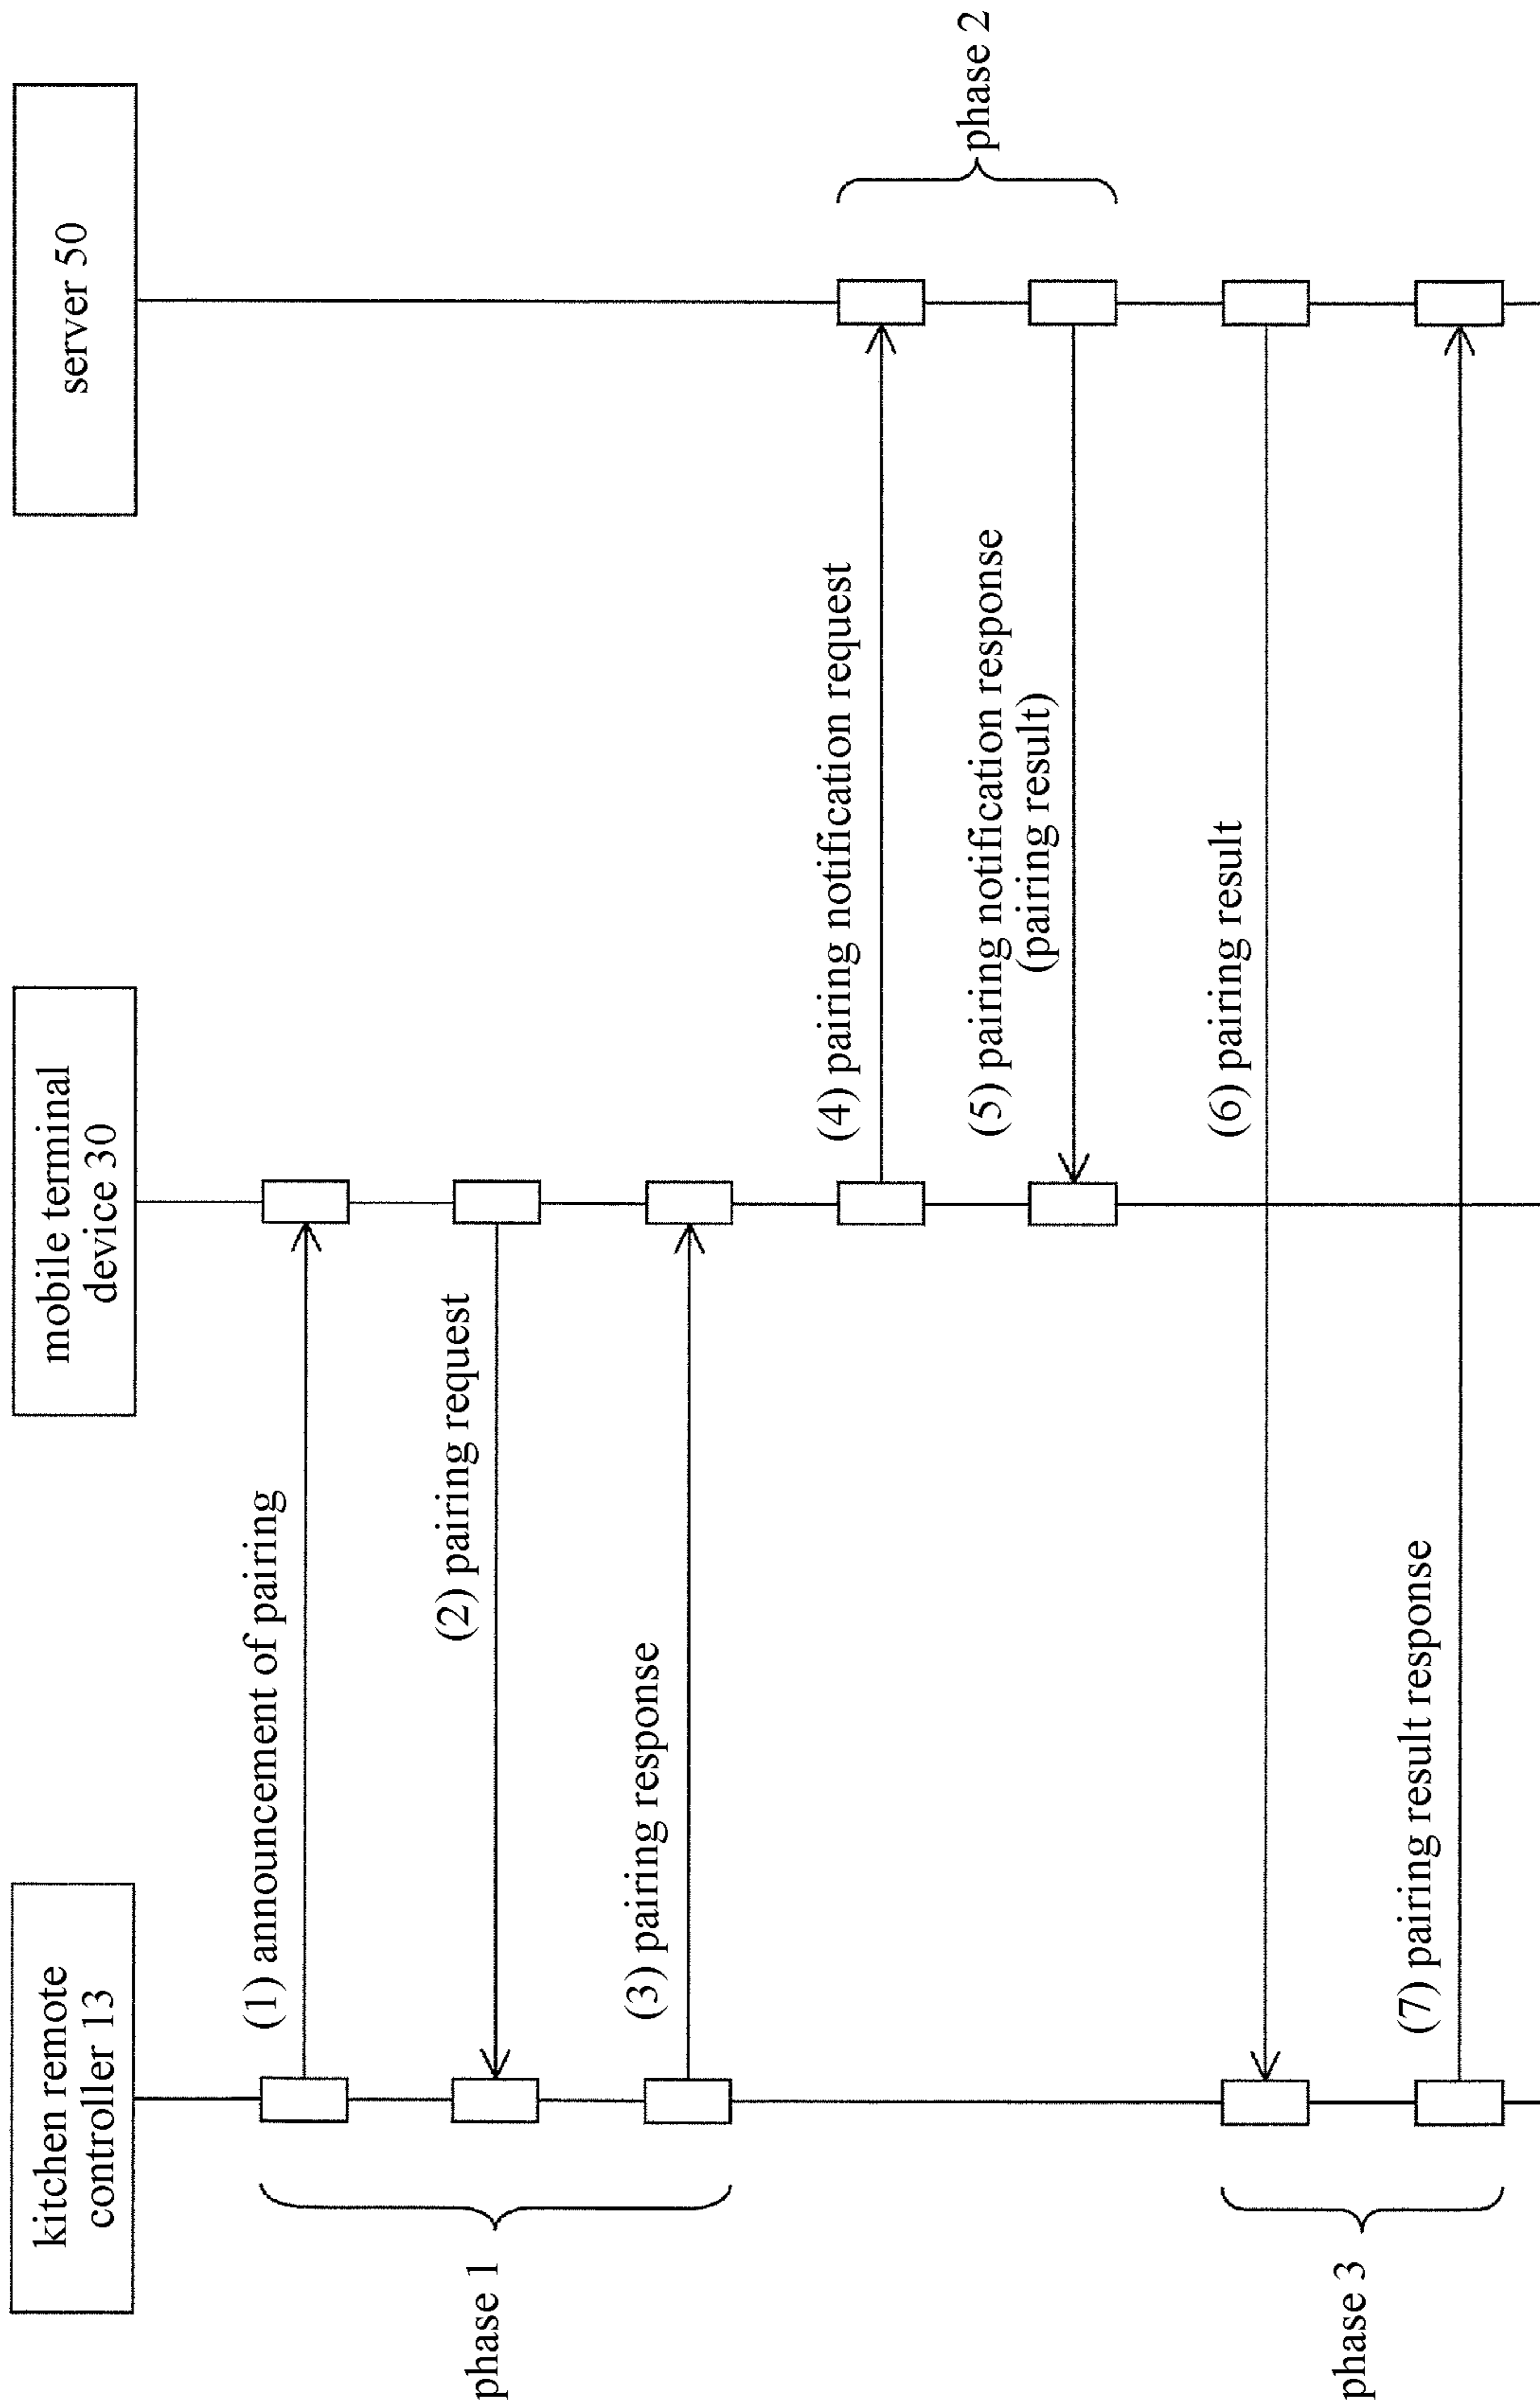 kitchen remote
controller 13
mobile terminal
device 30
server 50
phase 1
(1) announcement of pairing
(2) pairing request
(3) pairing response
(4) pairing notification request
phase 2
(5) pairing notification response
(pairing result)
(6) pairing result
phase 3
(7) pairing result response